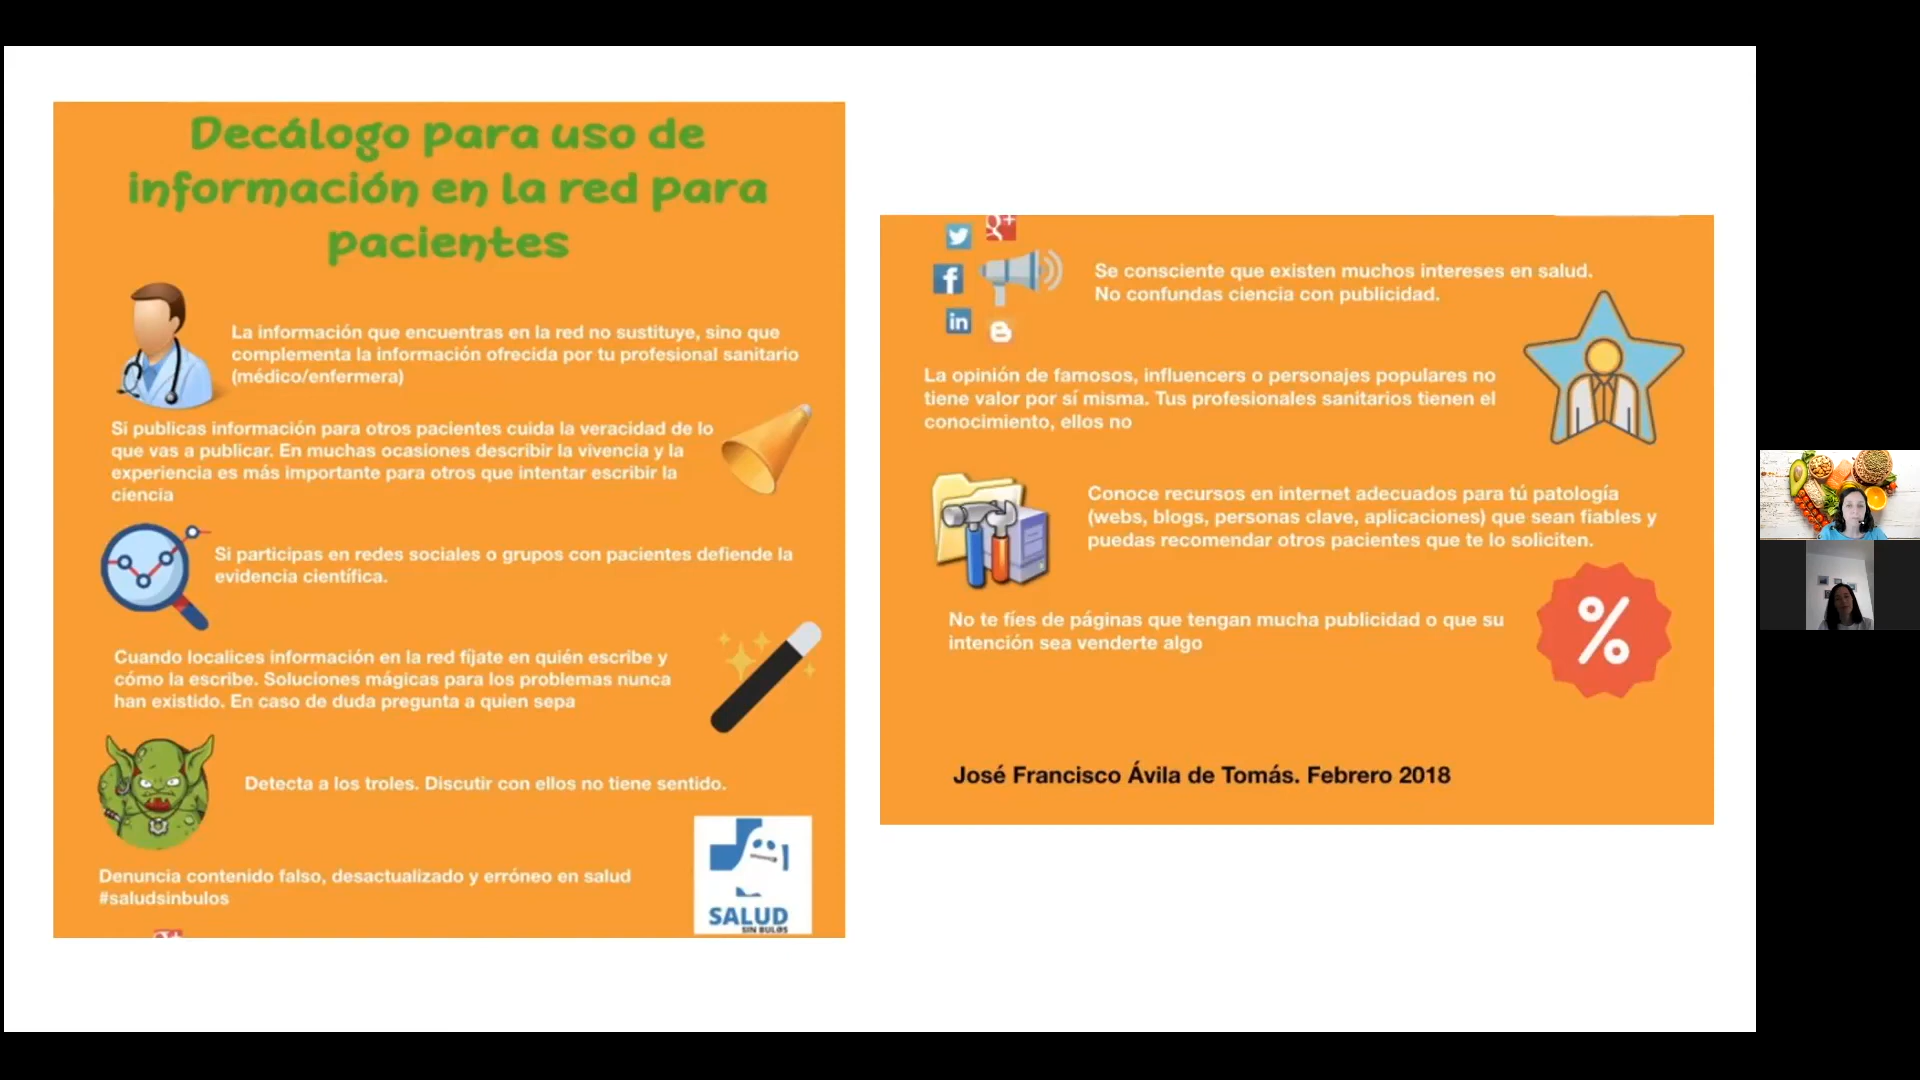 Decálogo para uso de
información en la red para
pacientes
La información que encuentras en la red no sustituye, sino que
complementa la información ofrecida por tu profesional sanitario
(médico/enfermera)
Si publicas información para otros pacientes cuida la veracidad de lo
que vas a publicar. En muchas ocasiones describir la vivencia y la
experiencia es más importante para otros que intentar escribir la
ciencia
Si participas en redes sociales o grupos con pacientes defiende la
evidencia científica.
Cuando localices información en la red fíjate en quién escribe y
cómo la escribe. Soluciones mágicas para los problemas nunca
han existido. En caso de duda pregunta a quien sepa
Detecta a los troles. Discutir con ellos no tiene sentido.
Denuncia contenido falso, desactualizado y erróneo en salud
#saludsinbulos
SALUD
SIN BULOS
g+
f
in
Se consciente que existen muchos intereses en salud.
No confundas ciencia con publicidad.
La opinión de famosos, influencers o personajes populares no
tiene valor por sí misma. Tus profesionales sanitarios tienen el
conocimiento, ellos no
Conoce recursos en internet adecuados para tú patología
(webs, blogs, personas clave, aplicaciones) que sean fiables y
puedas recomendar otros pacientes que te lo soliciten.
No te fíes de páginas que tengan mucha publicidad o que su
intención sea venderte algo
%
José Francisco Ávila de Tomás. Febrero 2018